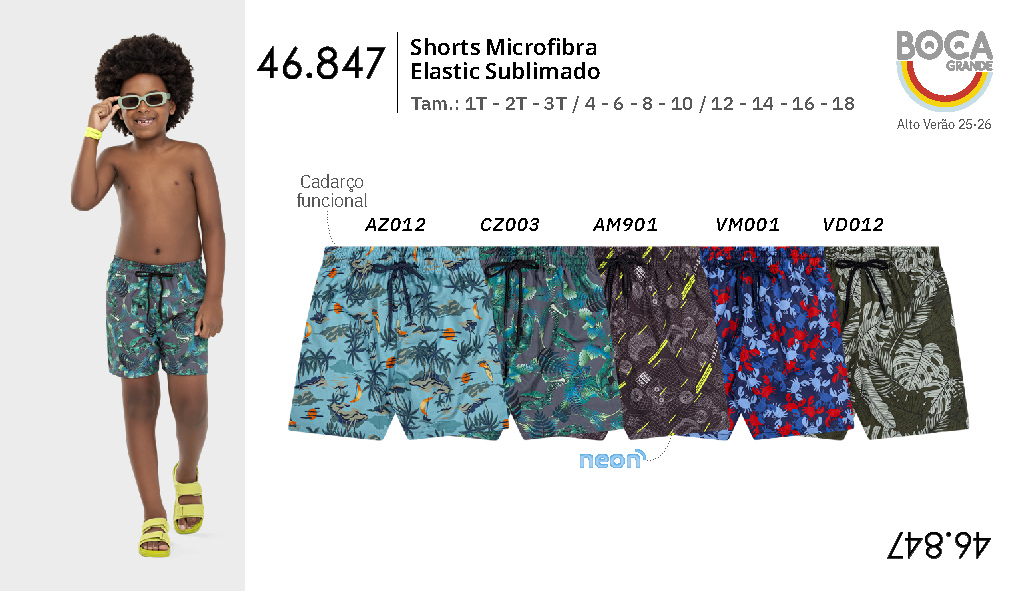 46.847
Shorts Microfibra
Elastic Sublimado
Tam.: 1T - 2T - 3T / 4 - 6 - 8 - 10 / 12 - 14 - 16 - 18
BOCA
GRANDE
Alto Verão 25-26
Cadarço
funcional
AZ012 CZ003 AM901 VM001 VD012
neon
46.847